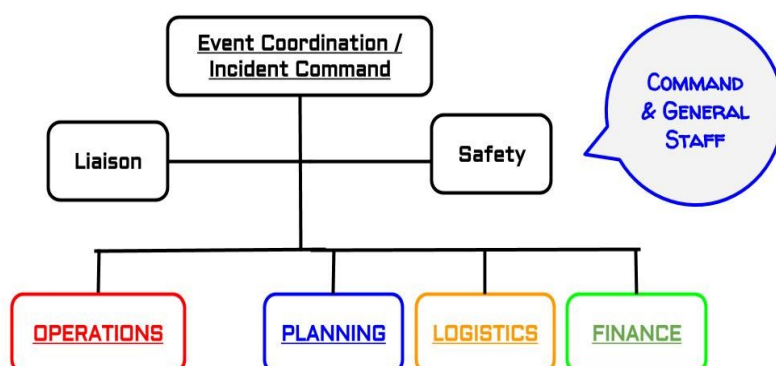 Event Coordination /
Incident Command
COMMAND
& GENERAL
STAFF
Liaison
Safety
OPERATIONS
PLANNING
LOGISTICS
FINANCE